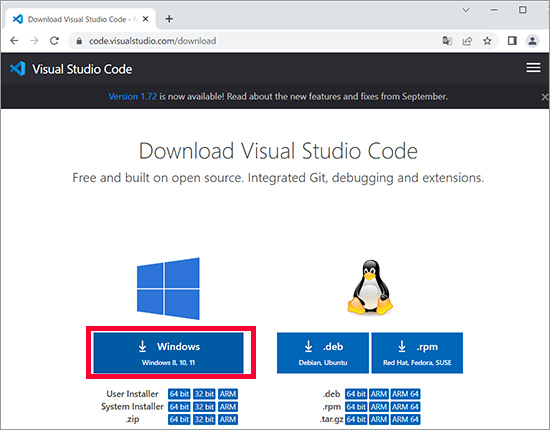 Download Visual Studio Code -
code.visualstudio.com/download
Visual Studio Code
Version 1.72 is now available! Read about the new features and fixes from September.
Download Visual Studio Code
Free and built on open source. Integrated Git, debugging and extensions.
Windows
Windows 8, 10, 11
.deb
Debian, Ubuntu
.rpm
Red Hat, Fedora, SUSE
User Installer 64 bit 32 bit ARM
System Installer 64 bit 32 bit ARM
.zip 64 bit 32 bit ARM
.deb 64 bit ARM ARM 64
.rpm 64 bit ARM ARM 64
.tar.gz 64 bit ARM ARM 64